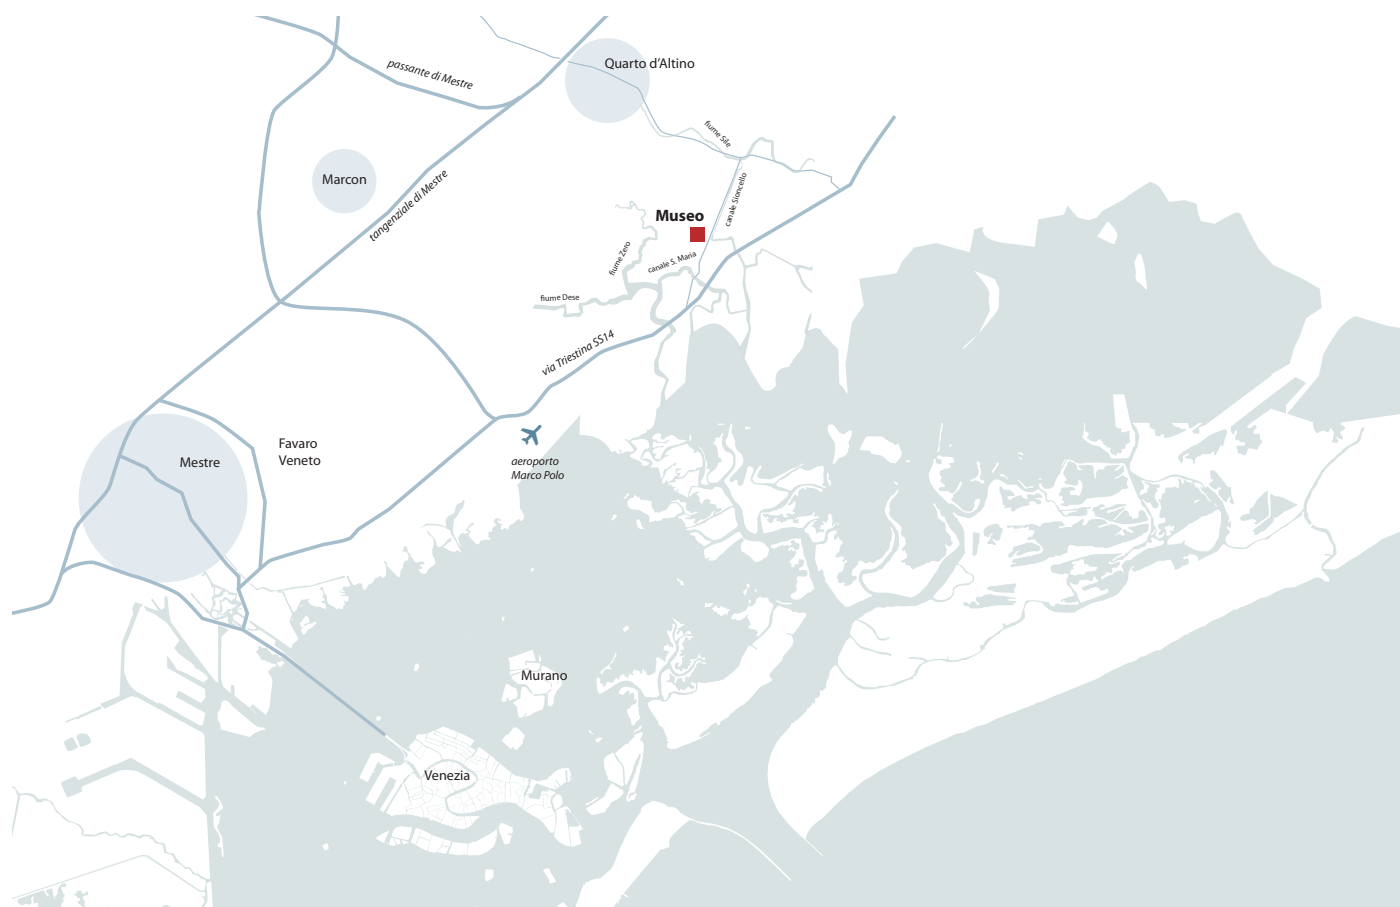 Quarto d’Altino
passante di Mestre
fiume Sile
Marcon
tangenziale di Mestre
canale Sioncello
Museo
fiume Zero
canale S. Maria
fiume Dese
via Triestina SS14
Favaro
Veneto
Mestre
aeroporto
Marco Polo
Murano
Venezia